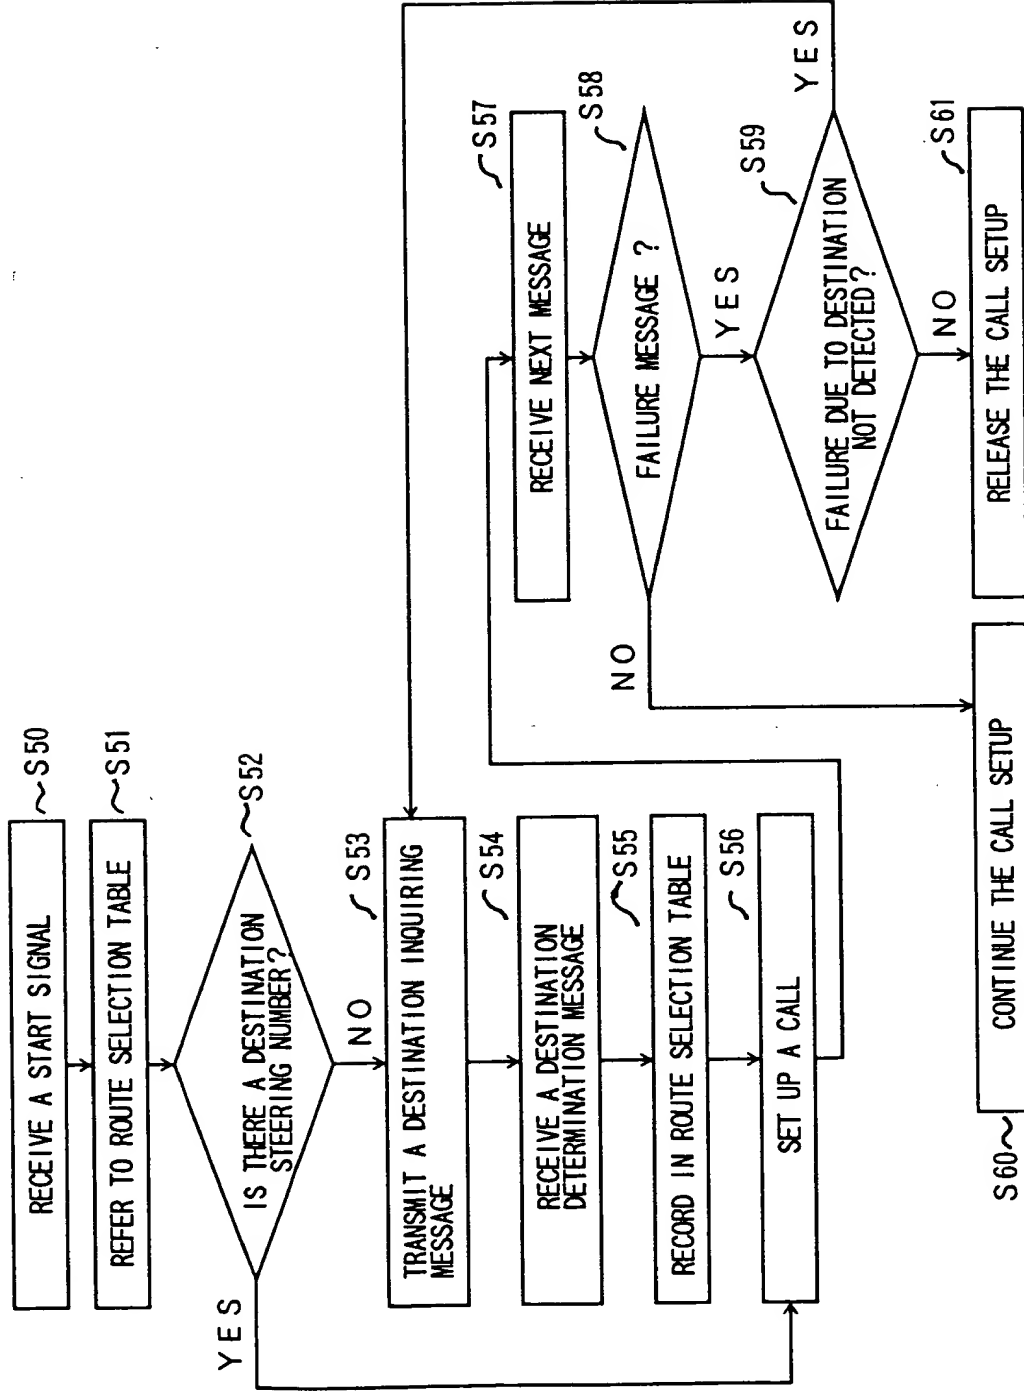 RECEIVE A START SIGNAL
S50
REFER TO ROUTE SELECTION TABLE
S51
IS THERE A DESTINATION
STEERING NUMBER?
S52
YES
NO
TRANSMIT A DESTINATION INQUIRING
MESSAGE
S53
RECEIVE A DESTINATION
DETERMINATION MESSAGE
S54
RECORD IN ROUTE SELECTION TABLE
S55
SET UP A CALL
S56
RECEIVE NEXT MESSAGE
S57
FAILURE MESSAGE ?
S58
NO
YES
FAILURE DUE TO DESTINATION
NOT DETECTED?
S59
YES
NO
S60
CONTINUE THE CALL SETUP
RELEASE THE CALL SETUP
S61